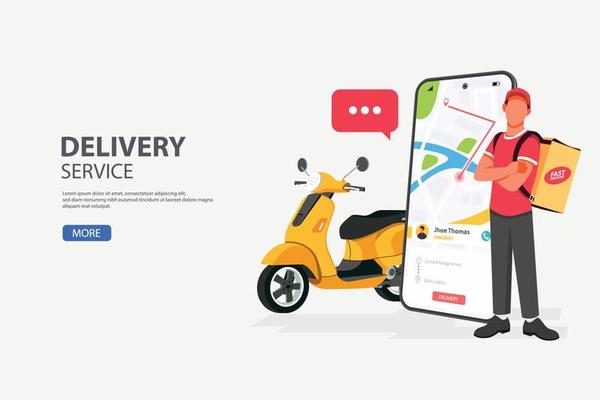 DELIVERY
SERVICE
Lorem ipsum dolor sit amet, consectetuer adipiscing elit,
sed diam nonummy nibh euismod tincidunt ut laoreet dolore magna
aliquam erat volutpat.
MORE
Jhon Thomas
DELIVERY
FAST